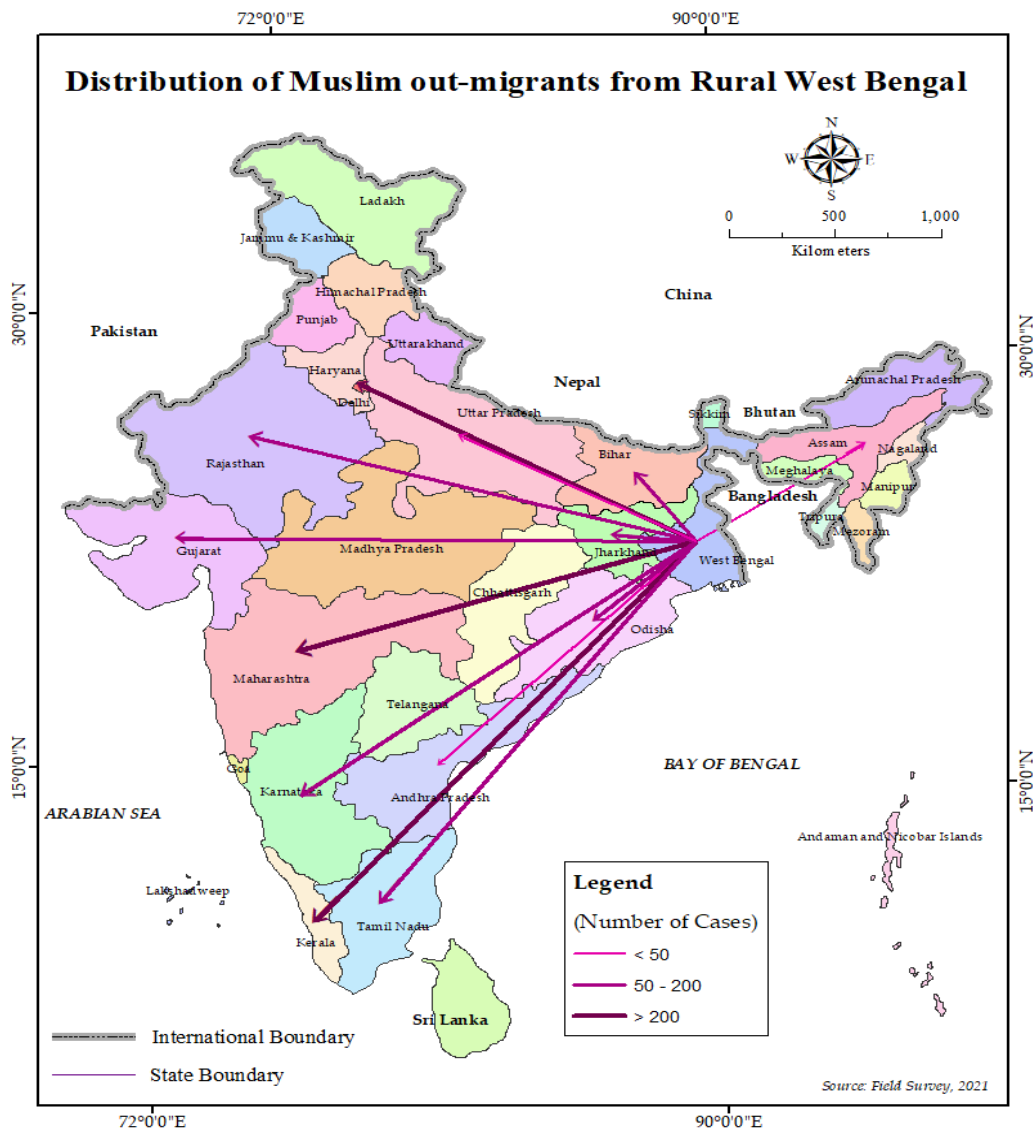 72°0'0"E
90°0'0"E
Distribution of Muslim out-migrants from Rural West Bengal
N
W E
S
0 500 1,000
Kilometers
Ladakh
Jammu & Kashmir
Himachal Pradesh
Punjab
China
30°0'0"N
30°0'0"N
Pakistan
Uttarakhand
Haryana
Nepal
Arunachal Pradesh
Delhi
Uttar Pradesh
Sikkim
Bhutan
Assam
Nagaland
Rajasthan
Bihar
Meghalaya
Manipur
Bangladesh
Tripura
Mezoram
Gujarat
Madhya Pradesh
Jharkhand
West Bengal
Chhattisgarh
Odisha
Maharashtra
Telangana
15°0'0"N
15°0'0"N
BAY OF BENGAL
Goa
Karnataka
Andhra Pradesh
ARABIAN SEA
Andaman and Nicobar Islands
Lakshadweep
Tamil Nadu
Kerala
Sri Lanka
Legend
(Number of Cases)
< 50
50 - 200
> 200
International Boundary
State Boundary
Source: Field Survey, 2021
72°0'0"E
90°0'0"E